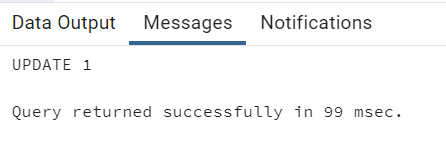 Data Output Messages Notifications
UPDATE 1
Query returned successfully in 99 msec.